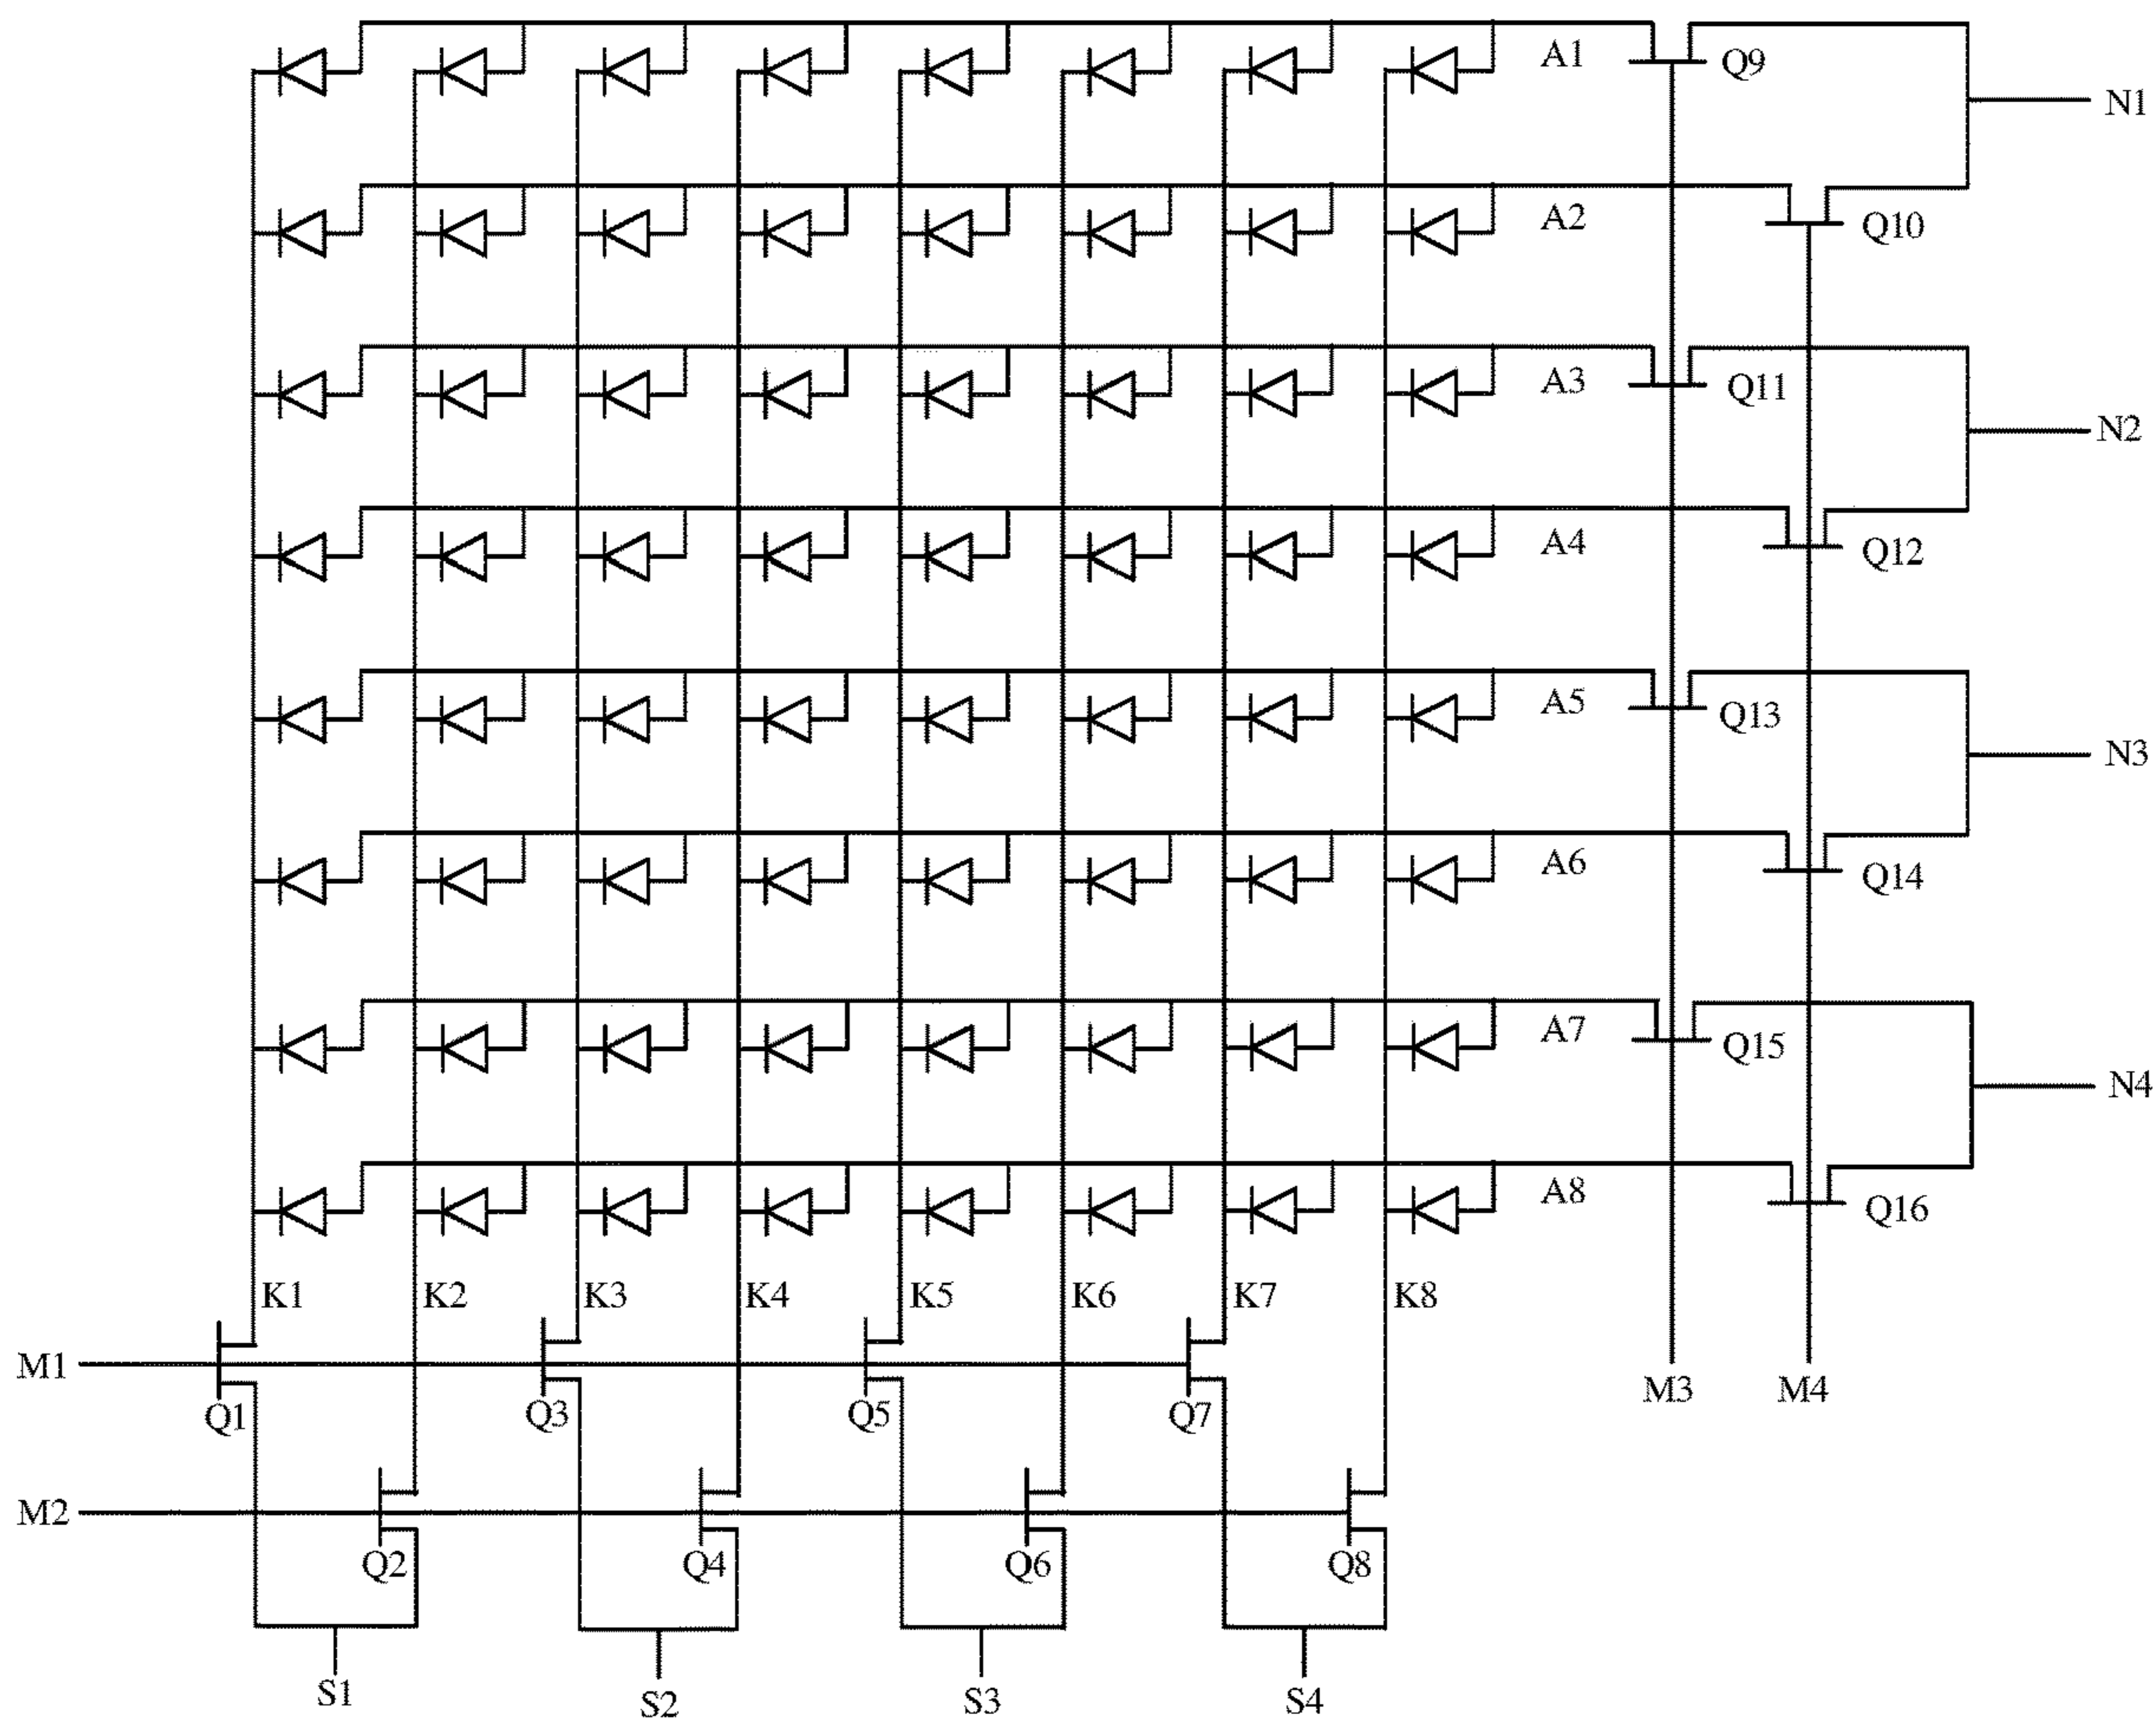 A1
Q9
N1
A2
Q10
A3
Q11
N2
A4
Q12
A5
Q13
N3
A6
Q14
A7
Q15
N4
A8
Q16
K1 K2 K3 K4 K5 K6 K7 K8
M1
M3 M4
Q1 Q3 Q5 Q7
M2
Q2 Q4 Q6 Q8
S1 S2 S3 S4